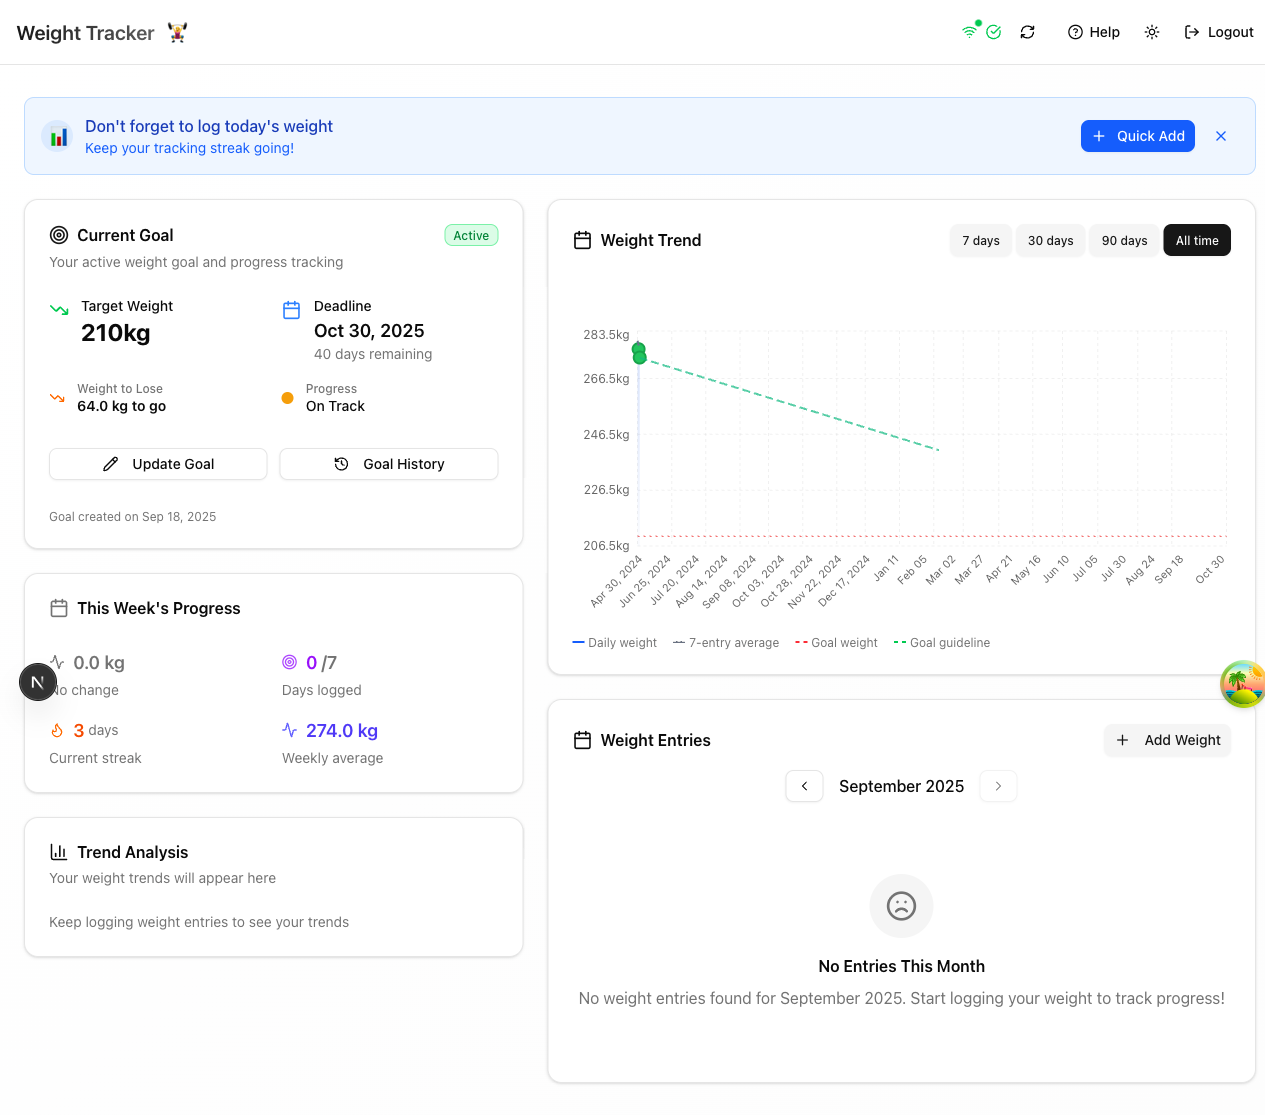 Weight Tracker
Help
Logout
Don't forget to log today's weight
Keep your tracking streak going!
Quick Add
Current Goal
Active
Your active weight goal and progress tracking
Target Weight
210kg
Deadline
Oct 30, 2025
40 days remaining
Weight to Lose
64.0 kg to go
Progress
On Track
Update Goal
Goal History
Goal created on Sep 18, 2025
This Week's Progress
0.0 kg
No change
0 /7
Days logged
3 days
Current streak
274.0 kg
Weekly average
N
Trend Analysis
Your weight trends will appear here
Keep logging weight entries to see your trends
Weight Trend
7 days
30 days
90 days
All time
283.5kg
266.5kg
246.5kg
226.5kg
206.5kg
Apr 30, 2024
Jun 25, 2024
Jul 20, 2024
Aug 14, 2024
Sep 08, 2024
Oct 03, 2024
Oct 28, 2024
Nov 22, 2024
Dec 17, 2024
Jan 11
Feb 05
Mar 02
Mar 27
Apr 21
May 16
Jun 10
Jul 05
Jul 30
Aug 24
Sep 18
Oct 30
Daily weight
7-entry average
Goal weight
Goal guideline
Weight Entries
Add Weight
September 2025
No Entries This Month
No weight entries found for September 2025. Start logging your weight to track progress!